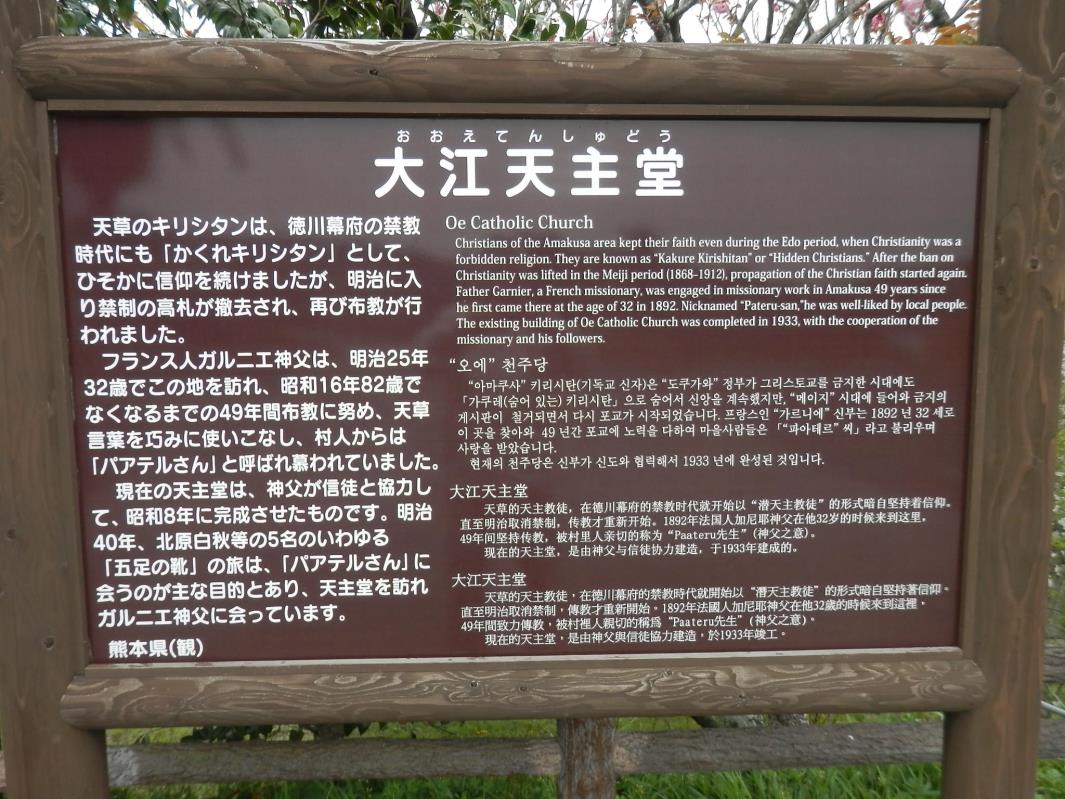 おおえてんしゅどう
大江天主堂
天草のキリシタンは、徳川幕府の禁教
時代にも「かくれキリシタン」として、
ひそかに信仰を続けましたが、明治に入
り禁制の高札が撤去され、再び布教が行
われました。
フランス人ガルニエ神父は、明治25年
32歳でこの地を訪れ、昭和16年82歳で
なくなるまでの49年間布教に努め、天草
言葉を巧みに使いこなし、村人からは
「パアテルさん」と呼ばれ慕われていました。
現在の天主堂は、神父が信徒と協力し
て、昭和8年に完成させたものです。明治
40年、北原白秋等の5名のいわゆる
「五足の靴」の旅は、「パアテルさん」に
会うのが主な目的とあり、天主堂を訪れ
ガルニエ神父に会っています。
熊本県(観)
Oe Catholic Church
Christians of the Amakusa area kept their faith even during the Edo period, when Christianity was a
forbidden religion. They are known as “Kakure Kirishitan” or “Hidden Christians.” After the ban on
Christianity was lifted in the Meiji period (1868–1912), propagation of the Christian faith started again.
Father Garnier, a French missionary, was engaged in missionary work in Amakusa 49 years since
he first came there at the age of 32 in 1892. Nicknamed “Pateru-san,”he was well-liked by local people.
The existing building of Oe Catholic Church was completed in 1933, with the cooperation of the
missionary and his followers.
“오에” 천주당
“아마쿠사” 키리시탄(기독교 신자)은 “도쿠가와” 정부가 그리스토교를 금지한 시대에도
「가쿠레(숨어 있는) 키리시탄」 으로 숨어서 신앙을 계속했지만, “메이지” 시대에 들어와 금지의
게시판이 철거되면서 다시 포교가 시작되었습니다. 프랑스인 “가르니에” 신부는 1892 년 32 세로
이 곳을 찾아와 49 년간 포교에 노력을 다하여 마을사람들은 「“파아테르” 씨」라고 불리우며
사랑을 받았습니다.
현재의 천주당은 신부가 신도와 협력해서 1933 년에 완성된 것입니다.
大江天主堂
天草的天主教徒，在德川幕府的禁教时代就开始以“潜天主教徒”的形式暗自坚持着信仰。
直至明治取消禁制，传教才重新开始。1892年法国人加尼耶神父在他32岁的时候来到这里，
49年间坚持传教，被村里人亲切的称为“Paateru先生”（神父之意）。
现在的天主堂，是由神父与信徒协力建造，于1933年建成的。
大江天主堂
天草的天主教徒，在德川幕府的禁教時代就開始以“潛天主教徒”的形式暗自堅持著信仰。
直至明治取消禁制，傳教才重新開始。1892年法國人加尼耶神父在他32歲的時候來到這裡，
49年間致力傳教，被村裡人親切的稱爲“Paateru先生”(神父之意)。
現在的天主堂，是由神父與信徒協力建造，於1933年竣工。